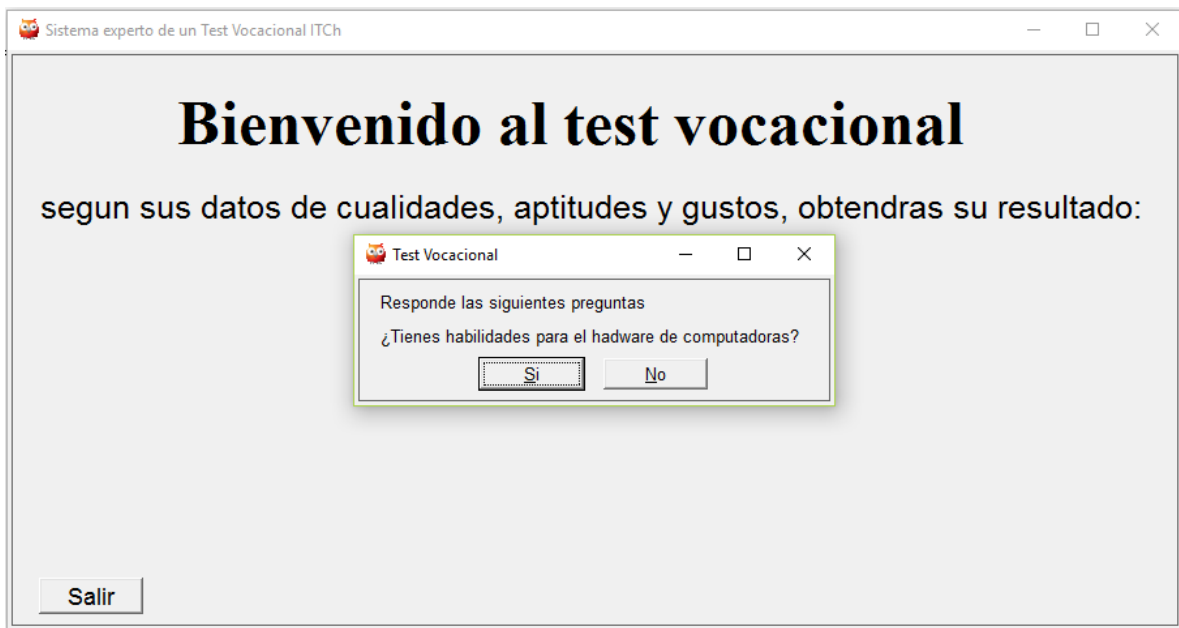 Sistema experto de un Test Vocacional ITCh
Bienvenido al test vocacional
segun sus datos de cualidades, aptitudes y gustos, obtendras su resultado:
Test Vocacional
Responde las siguientes preguntas
¿Tienes habilidades para el hadware de computadoras?
Si No
Salir